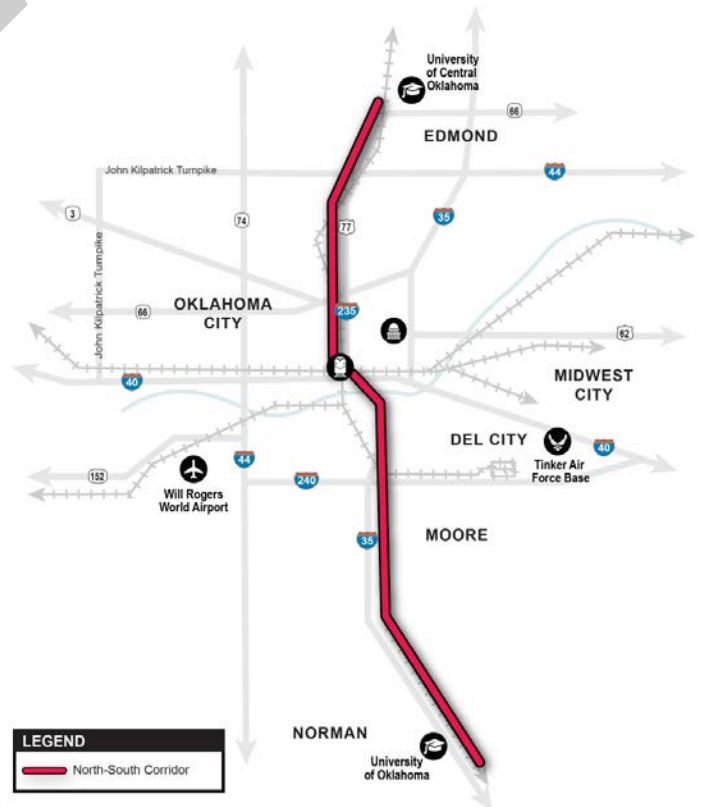 University
of Central
Oklahoma
66
EDMOND
John Kilpatrick Turnpike
44
3
74
35
77
John Kilpatrick Turnpike
OKLAHOMA
CITY
66
235
62
40
MIDWEST
CITY
DEL CITY
40
Tinker Air
Force Base
152
44
Will Rogers
World Airport
240
35
MOORE
NORMAN
University
of Oklahoma
LEGEND
North-South Corridor